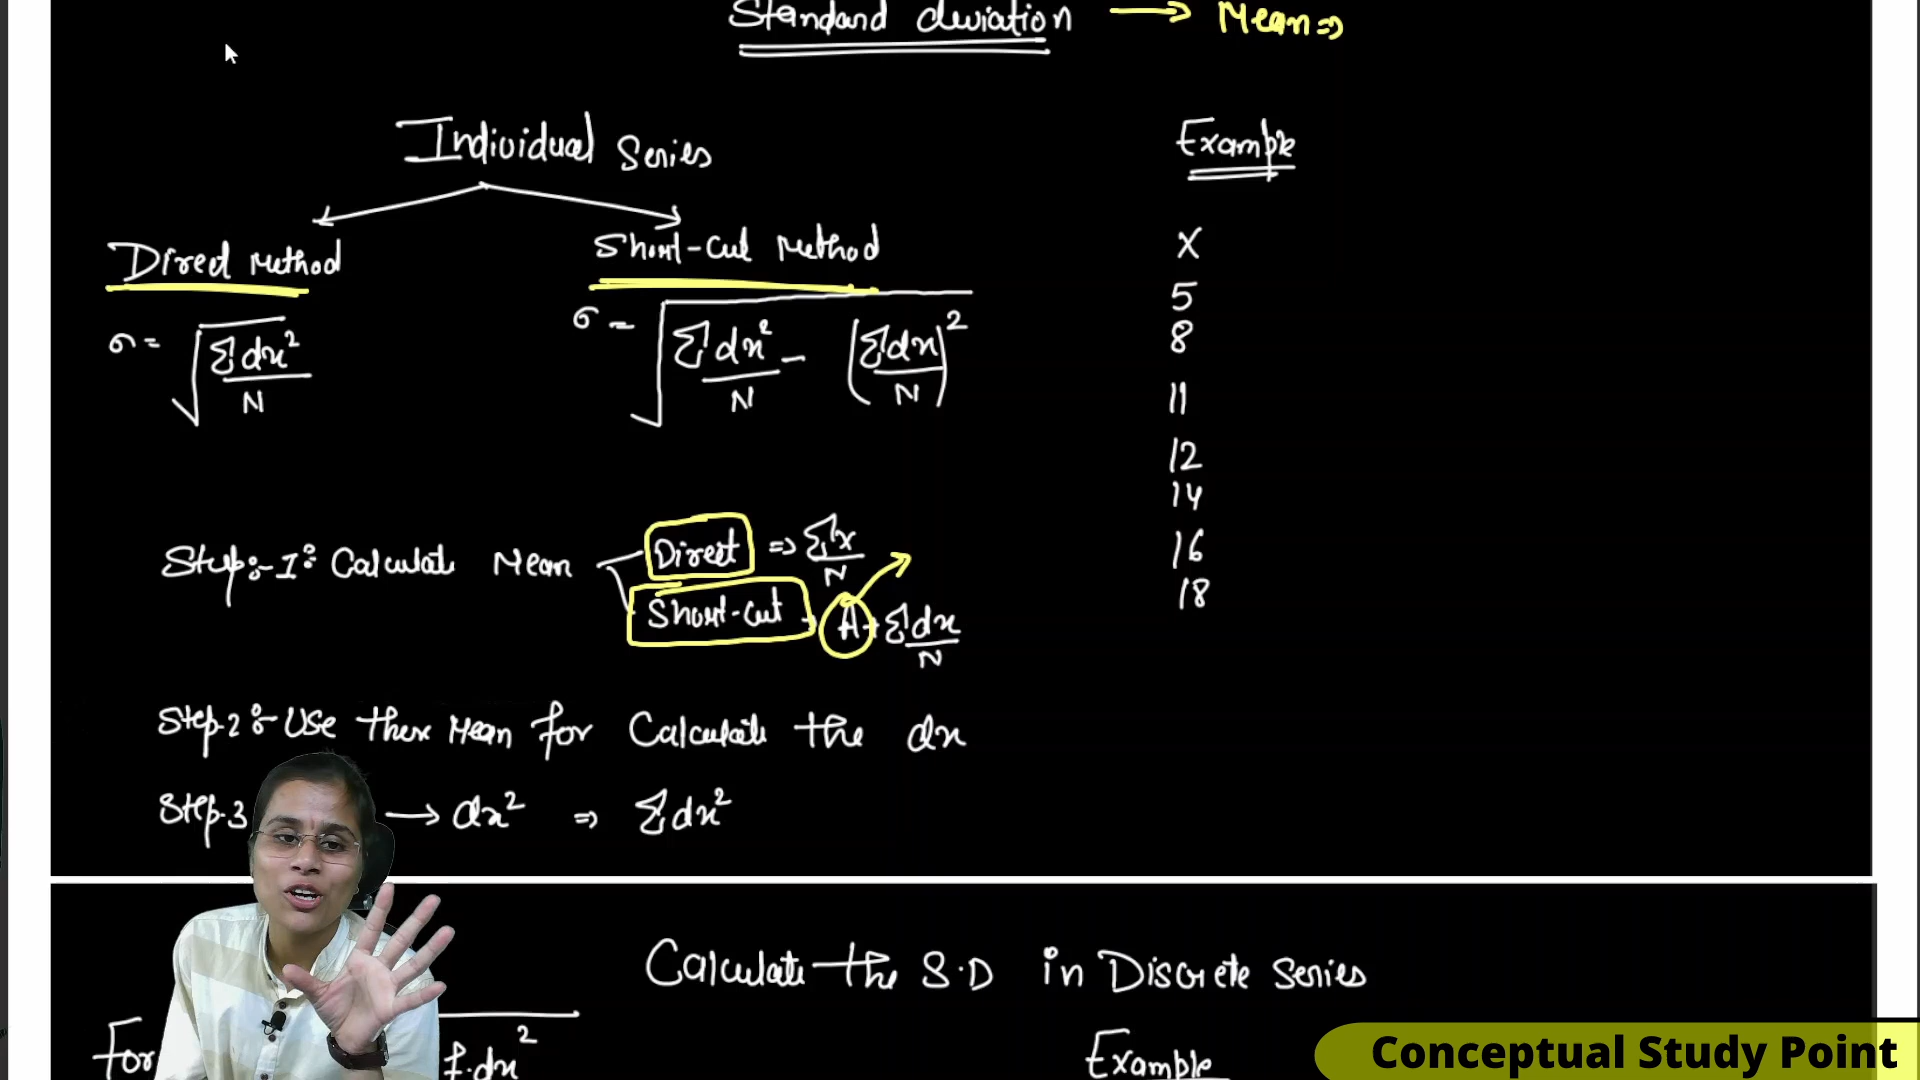 Standard deviation → Mean ⇒
Individual Series
Direct Method
σ = √(Σdx²/N)
Short-Cut Method
σ = √(Σdx²/N - (Σdx/N)²)
Step:-I: Calculate Mean
Direct ⇒ Σx/N
Short-cut → A + Σdx/N
Step.2:- Use Mean for Calculate the dx
Step.3 → dx² ⇒ Σdx²
Example
X
5
8
11
12
14
16
18
Calculate the S.D in Discrete Series
For
f.dx²
Example
Conceptual Study Point